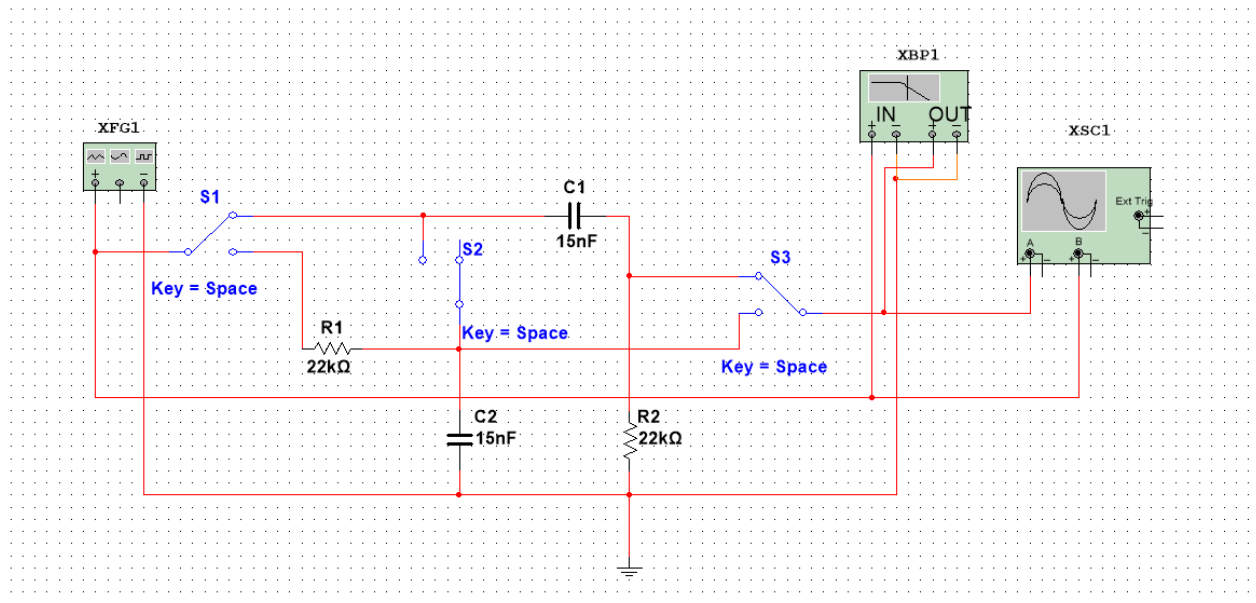 XBP1
IN OUT
+ − + −
XFG1
+ −
XSC1
Ext Trig
+
−
A B
+ − + −
S1
C1
15nF
S2
S3
Key = Space
R1
22kΩ
Key = Space
Key = Space
C2
15nF
R2
22kΩ